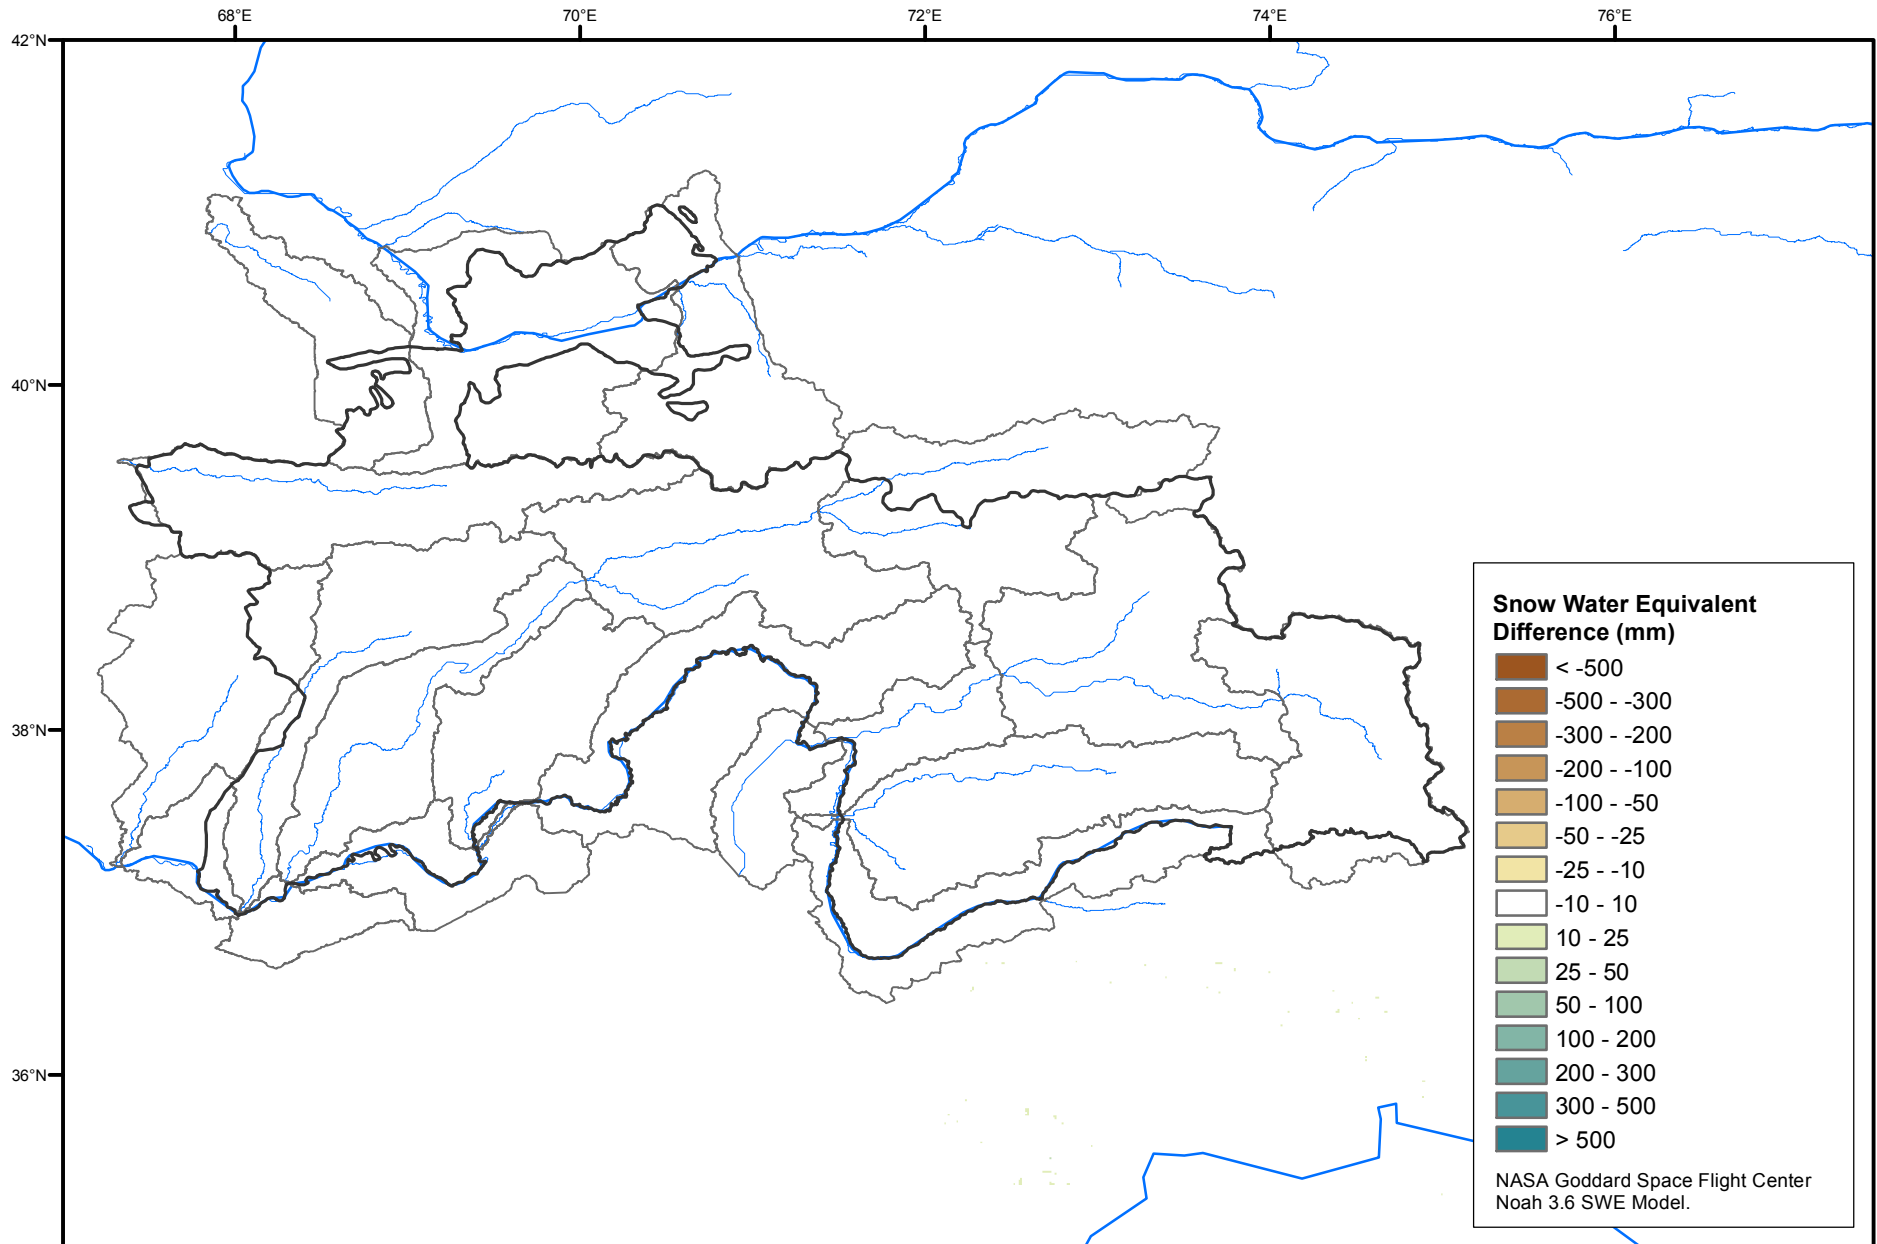 68°E
70°E
72°E
74°E
76°E
42°N
40°N
38°N
36°N
Snow Water Equivalent
Difference (mm)
< -500
-500 - -300
-300 - -200
-200 - -100
-100 - -50
-50 - -25
-25 - -10
-10 - 10
10 - 25
25 - 50
50 - 100
100 - 200
200 - 300
300 - 500
> 500
NASA Goddard Space Flight Center
Noah 3.6 SWE Model.